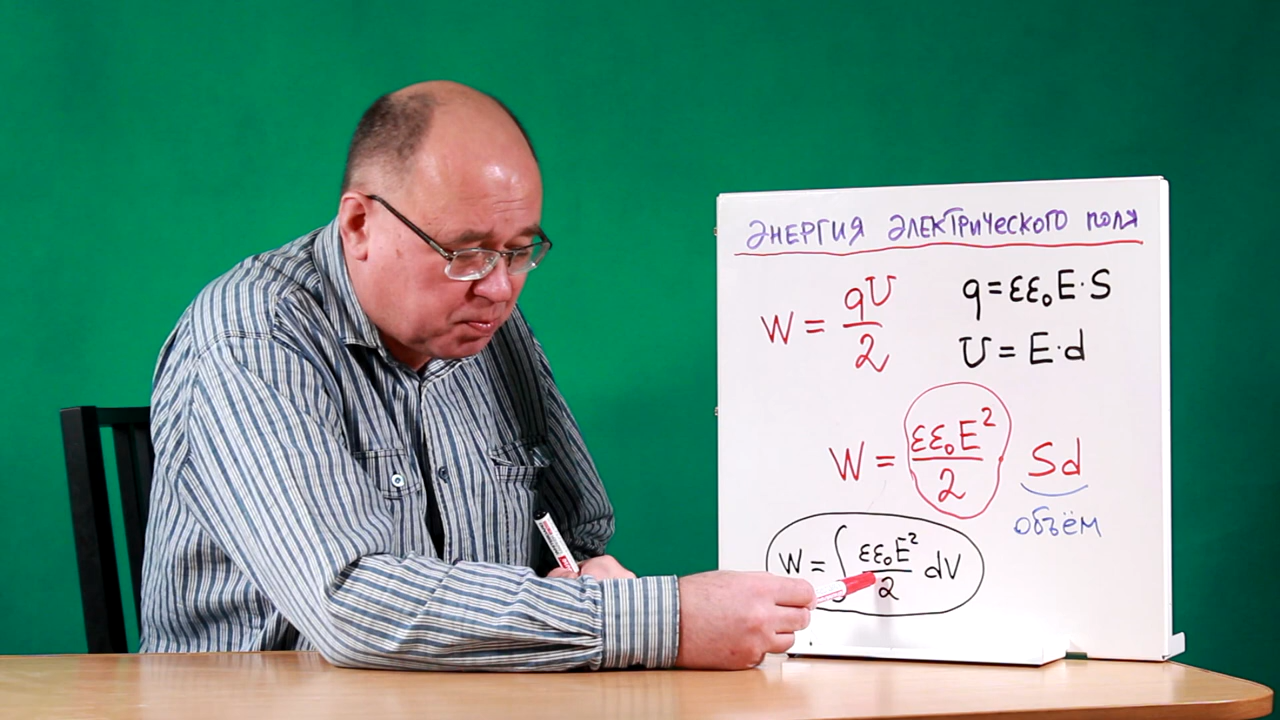 ЭНЕРГИЯ ЭЛЕКТРИЧЕСКОГО ПОЛЯ
W = qU/2
q = εε₀E·S
U = E·d
W = εε₀E²/2 Sd
объём
W = ∫ εε₀E²/2 dV